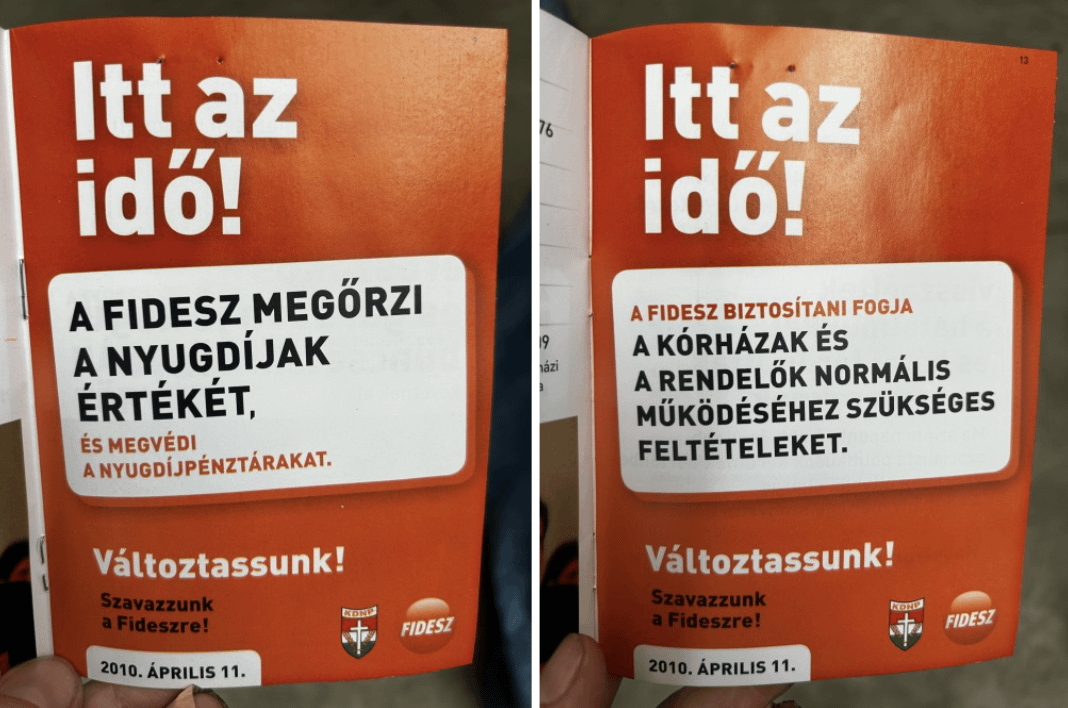 9
Itt az
idő!
A FIDESZ MEGŐRZI
A NYUGDÍJAK
ÉRTÉKÉT,
ÉS MEGVÉDI
A NYUGDÍJPÉNZTÁRAKAT.
Változtassunk!
Szavazzunk
a Fideszre!
KDNP
FIDESZ
2010. ÁPRILIS 11.
76
13
Itt az
idő!
A FIDESZ BIZTOSÍTANI FOGJA
A KÓRHÁZAK ÉS
A RENDELŐK NORMÁLIS
MŰKÖDÉSÉHEZ SZÜKSÉGES
FELTÉTELEKET.
Változtassunk!
Szavazzunk
a Fideszre!
KDNP
FIDESZ
2010. ÁPRILIS 11.